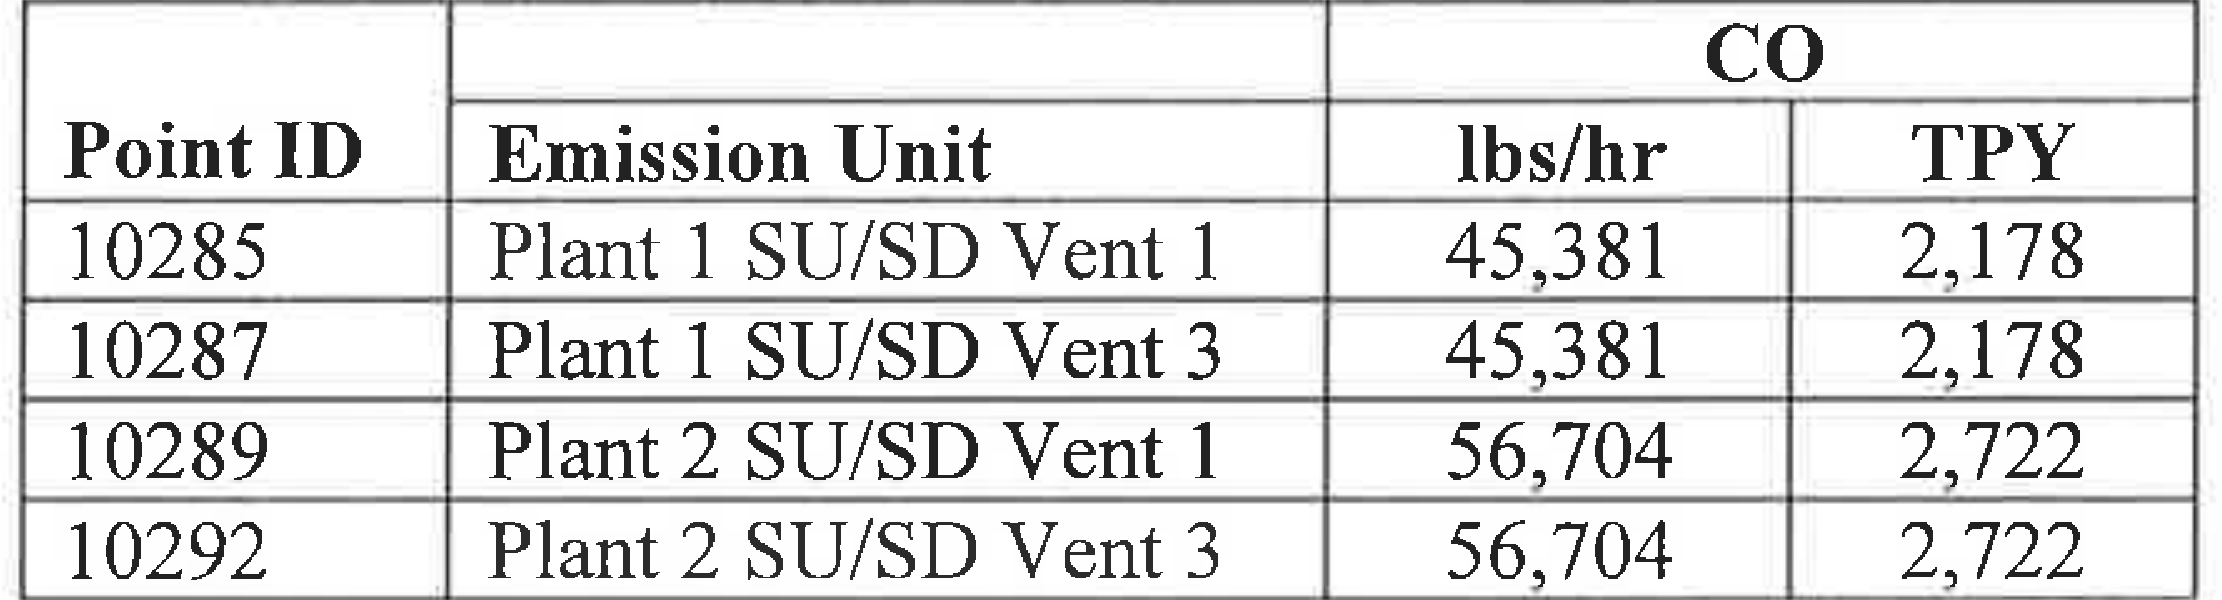 CO
Point ID Emission Unit lbs/hr TPY
10285 Plant 1 SU/SD Vent 1 45,381 2,178
10287 Plant 1 SU/SD Vent 3 45,381 2,178
10289 Plant 2 SU/SD Vent 1 56,704 2,722
10292 Plant 2 SU/SD Vent 3 56,704 2,722